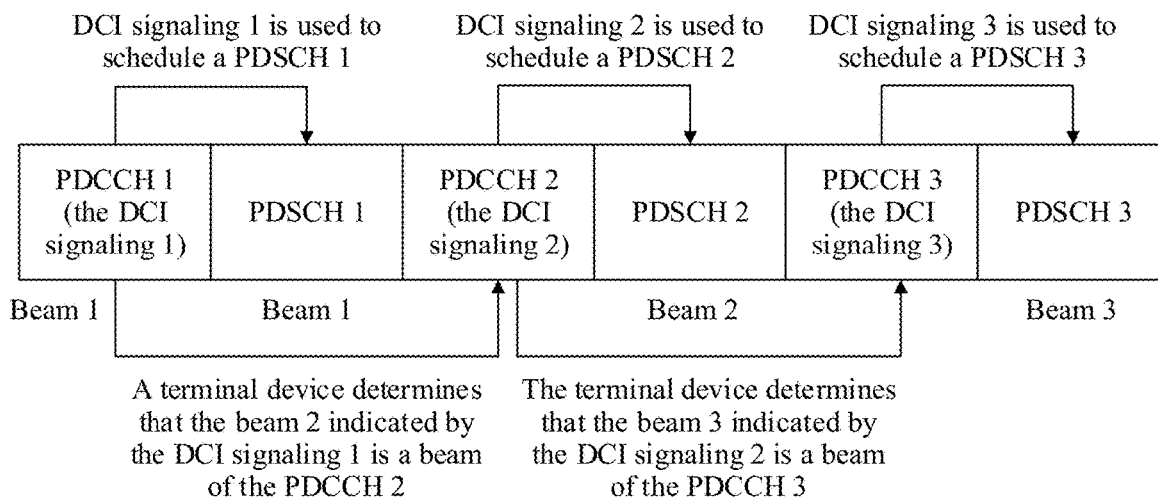 DCI signaling 1 is used to
schedule a PDSCH 1
DCI signaling 2 is used to
schedule a PDSCH 2
DCI signaling 3 is used to
schedule a PDSCH 3
PDCCH 1
(the DCI
signaling 1)
PDSCH 1
PDCCH 2
(the DCI
signaling 2)
PDSCH 2
PDCCH 3
(the DCI
signaling 3)
PDSCH 3
Beam 1
Beam 1
Beam 2
Beam 3
A terminal device determines
that the beam 2 indicated by
the DCI signaling 1 is a beam
of the PDCCH 2
The terminal device determines
that the beam 3 indicated by
the DCI signaling 2 is a beam
of the PDCCH 3